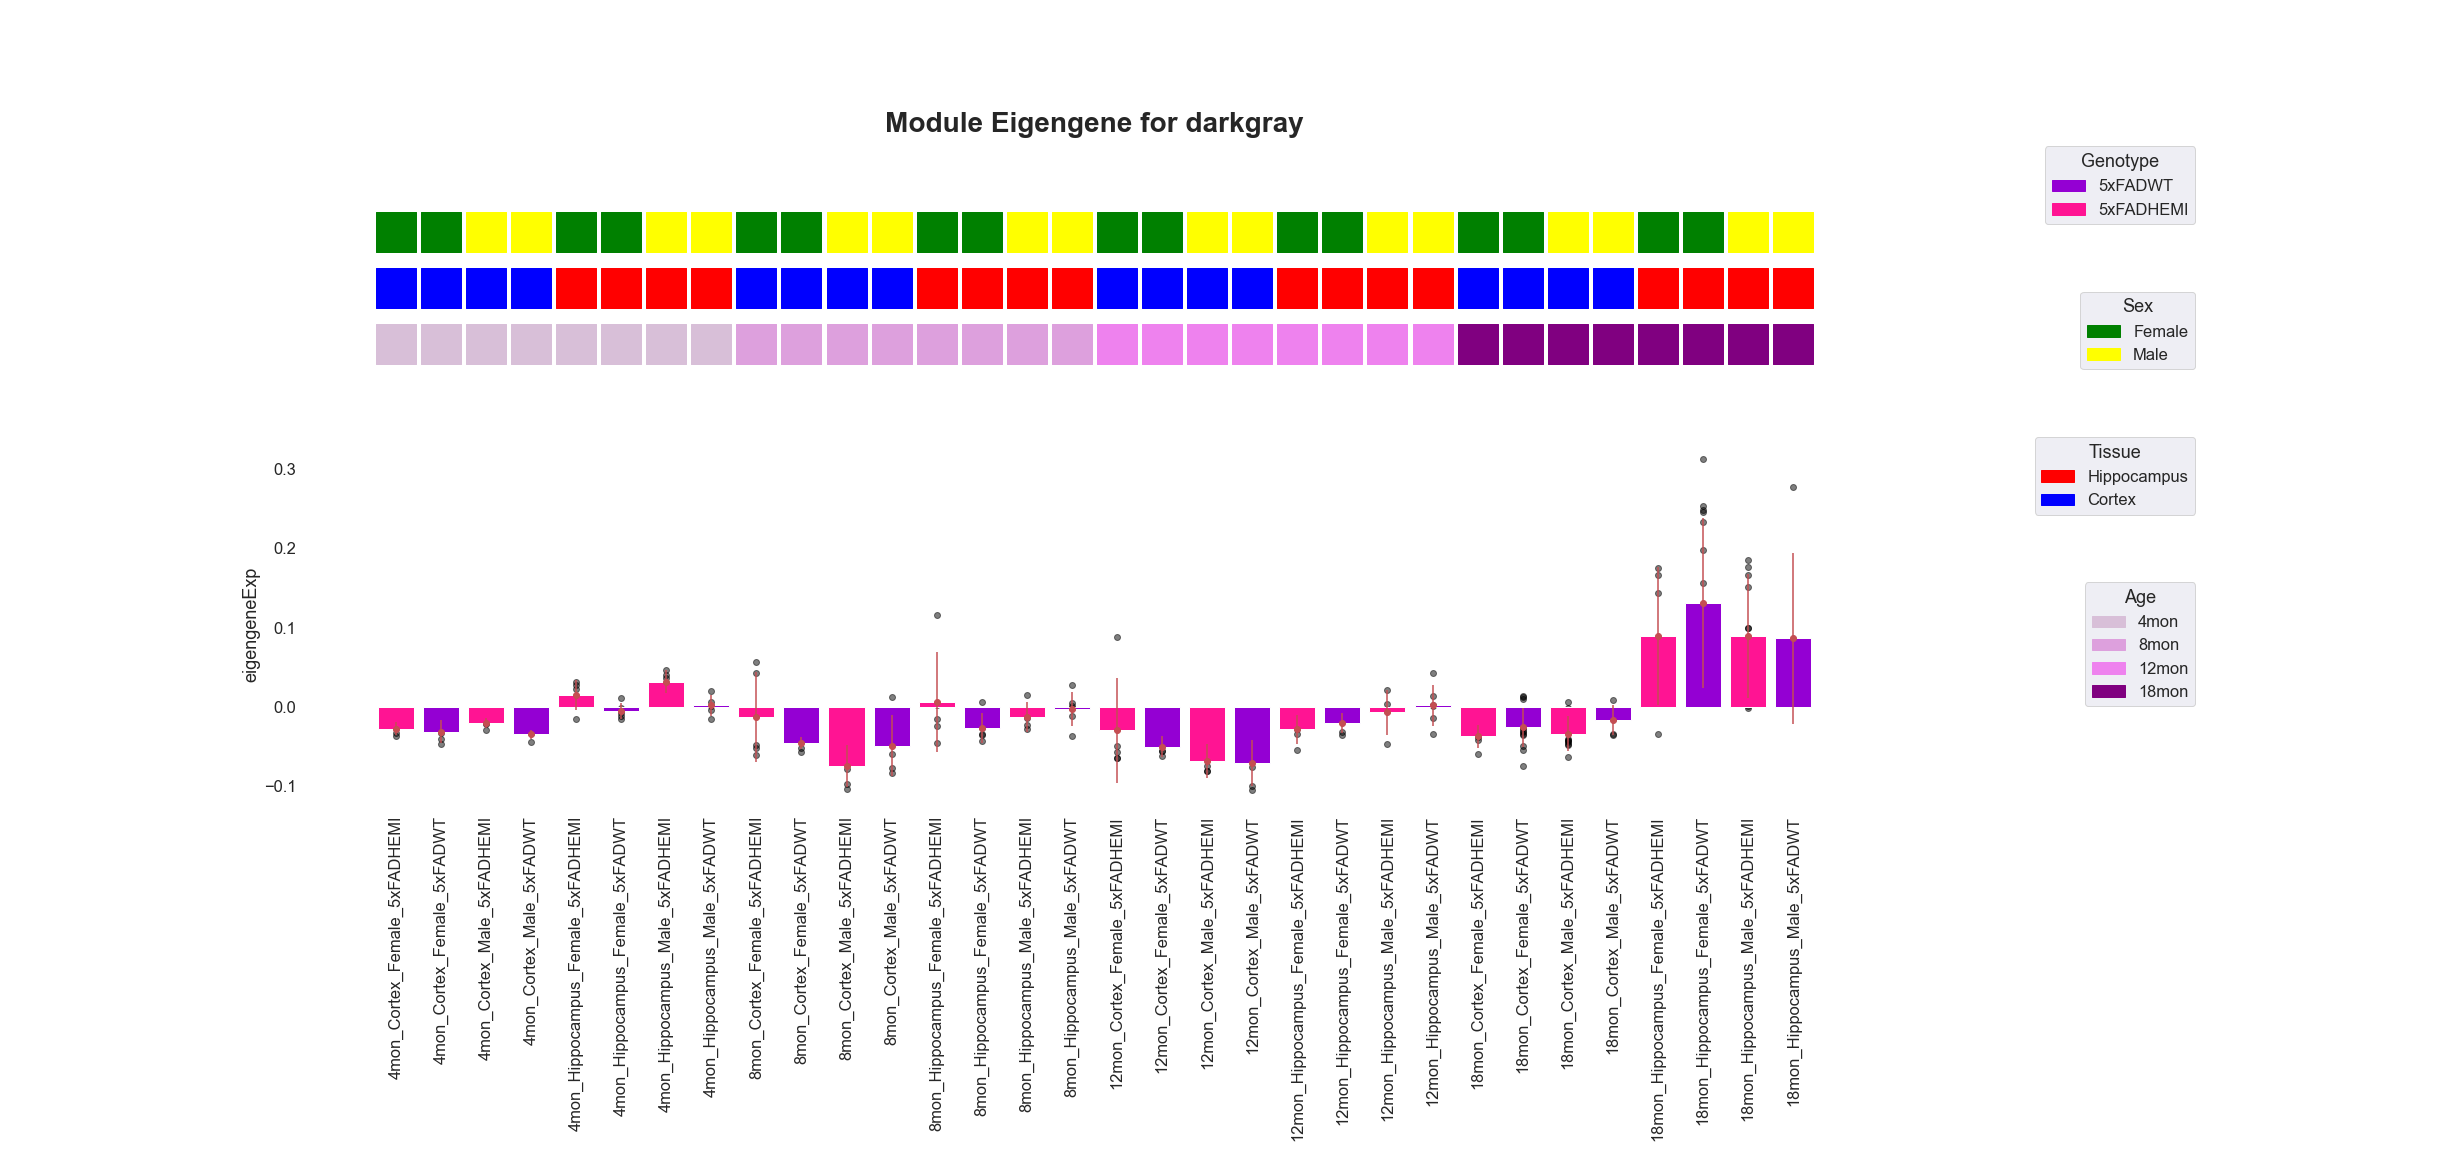 Module Eigengene for darkgray
Genotype
5xFADWT
5xFADHEMI
Sex
Female
Male
Tissue
Hippocampus
Cortex
Age
4mon
8mon
12mon
18mon
eigengeneExp
0.3
0.2
0.1
0.0
−0.1
4mon_Cortex_Female_5xFADHEMI
4mon_Cortex_Female_5xFADWT
4mon_Cortex_Male_5xFADHEMI
4mon_Cortex_Male_5xFADWT
4mon_Hippocampus_Female_5xFADHEMI
4mon_Hippocampus_Female_5xFADWT
4mon_Hippocampus_Male_5xFADHEMI
4mon_Hippocampus_Male_5xFADWT
8mon_Cortex_Female_5xFADHEMI
8mon_Cortex_Female_5xFADWT
8mon_Cortex_Male_5xFADHEMI
8mon_Cortex_Male_5xFADWT
8mon_Hippocampus_Female_5xFADHEMI
8mon_Hippocampus_Female_5xFADWT
8mon_Hippocampus_Male_5xFADHEMI
8mon_Hippocampus_Male_5xFADWT
12mon_Cortex_Female_5xFADHEMI
12mon_Cortex_Female_5xFADWT
12mon_Cortex_Male_5xFADHEMI
12mon_Cortex_Male_5xFADWT
12mon_Hippocampus_Female_5xFADHEMI
12mon_Hippocampus_Female_5xFADWT
12mon_Hippocampus_Male_5xFADHEMI
12mon_Hippocampus_Male_5xFADWT
18mon_Cortex_Female_5xFADHEMI
18mon_Cortex_Female_5xFADWT
18mon_Cortex_Male_5xFADHEMI
18mon_Cortex_Male_5xFADWT
18mon_Hippocampus_Female_5xFADHEMI
18mon_Hippocampus_Female_5xFADWT
18mon_Hippocampus_Male_5xFADHEMI
18mon_Hippocampus_Male_5xFADWT